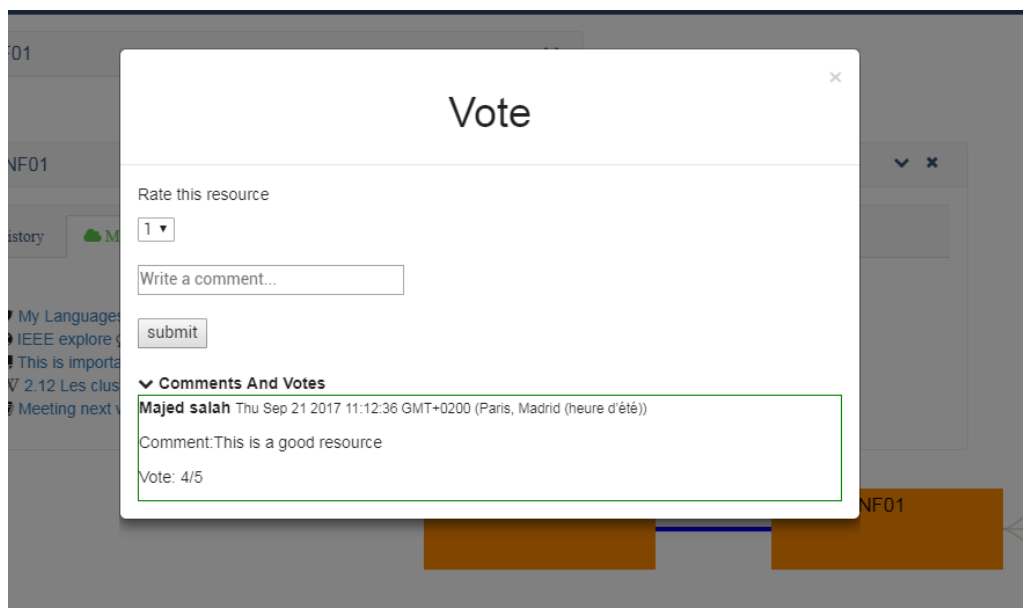 F01
Vote
×
NF01
Rate this resource
1
istory
M
Write a comment...
My Languages
submit
IEEE explore
This is importa
2.12 Les clus
Meeting next
Comments And Votes
Majed salah Thu Sep 21 2017 11:12:36 GMT+0200 (Paris, Madrid (heure d'été))
Comment:This is a good resource
Vote: 4/5
NF01